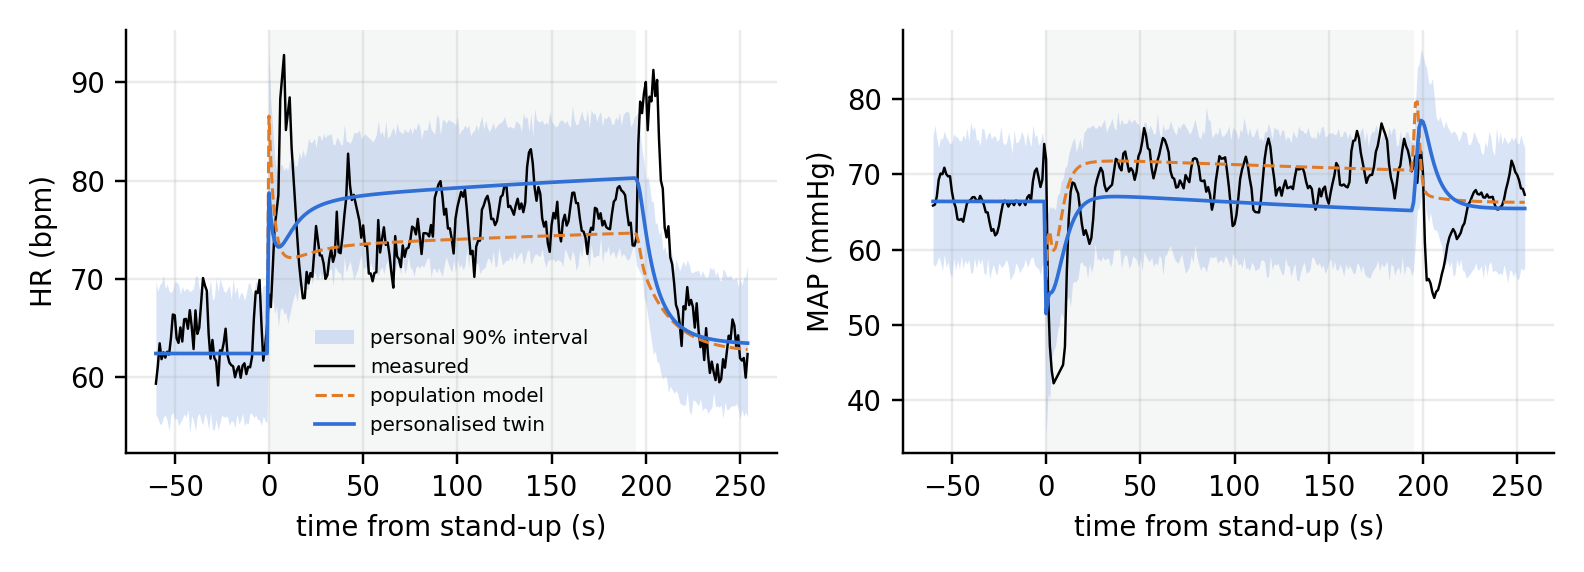 HR (bpm)
90
80
70
60
personal 90% interval
measured
population model
personalised twin
−50 0 50 100 150 200 250
time from stand-up (s)
MAP (mmHg)
80
70
60
50
40
−50 0 50 100 150 200 250
time from stand-up (s)